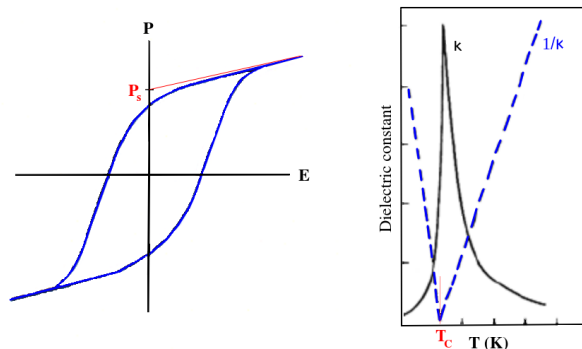 P
Ps
E
κ
1/κ
Dielectric constant
TC
T (K)